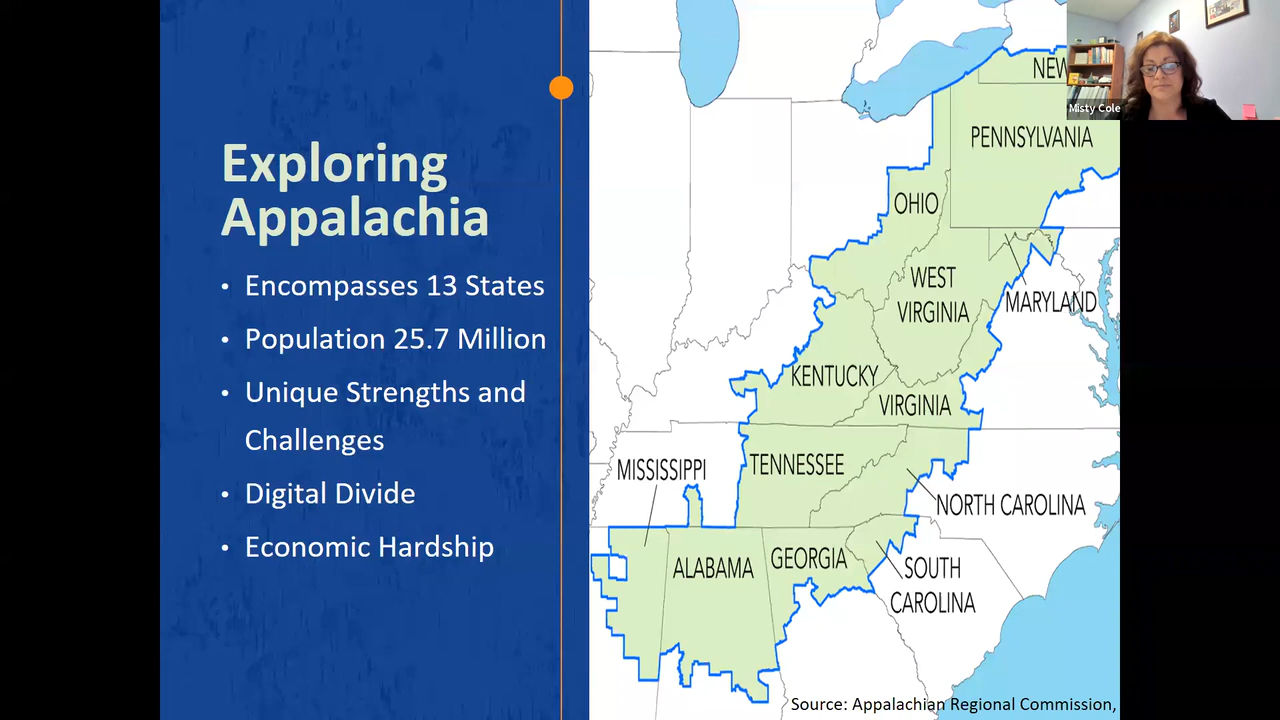 Exploring
Appalachia
• Encompasses 13 States
• Population 25.7 Million
• Unique Strengths and
Challenges
• Digital Divide
• Economic Hardship
NEW
PENNSYLVANIA
OHIO
WEST
VIRGINIA
MARYLAND
KENTUCKY
VIRGINIA
MISSISSIPPI
TENNESSEE
NORTH CAROLINA
ALABAMA
GEORGIA
SOUTH
CAROLINA
Source: Appalachian Regional Commission,
Misty Cole